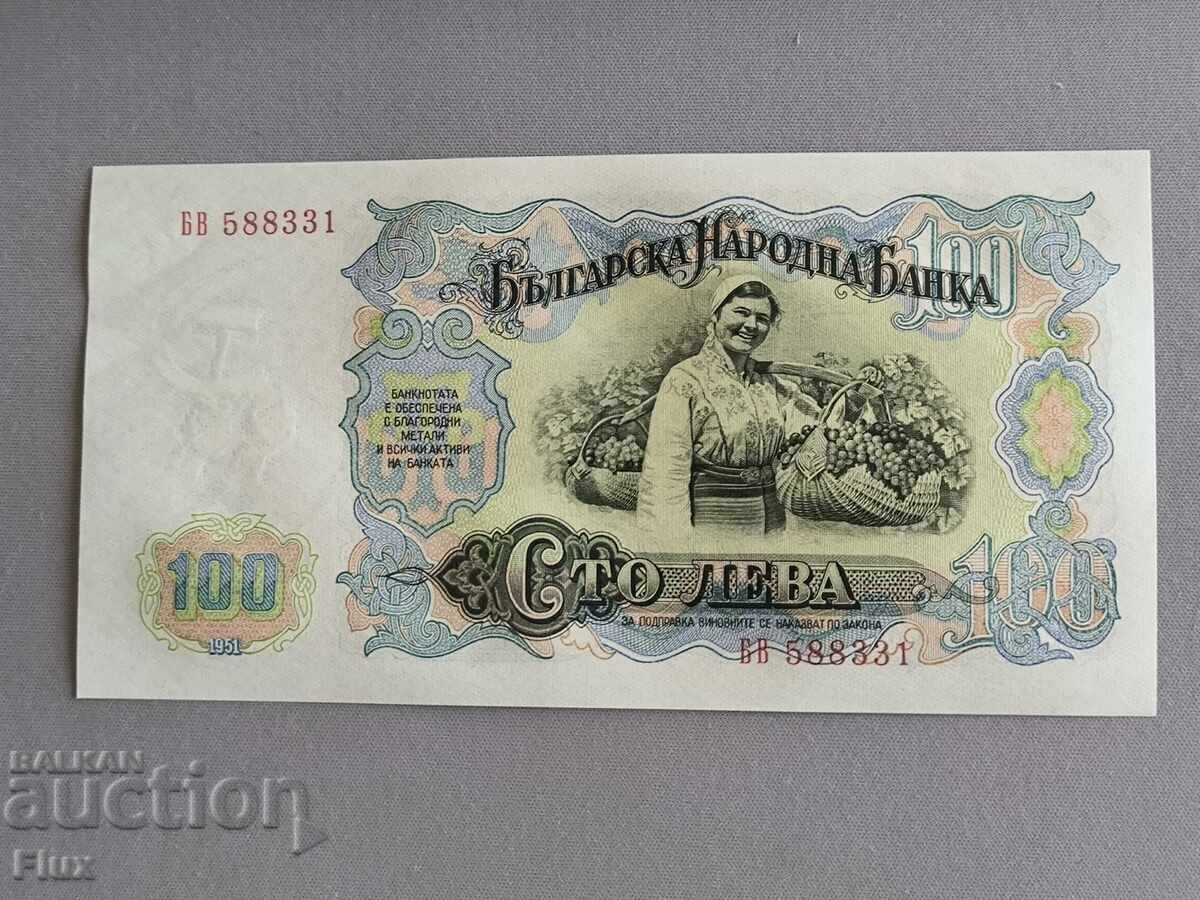 БВ 588331
100
БЪЛГАРСКА НАРОДНА БАНКА
БАНКНОТАТА
Е ОБЕСПЕЧЕНА
С БЛАГОРОДНИ
МЕТАЛИ
И ВСИЧКИ АКТИВИ
НА БАНКАТА
100
1951
СТО ЛЕВА
ЗА ПОДПРАВКА ВИНОВНИТЕ СЕ НАКАЗВАТ ПО ЗАКОНА
100
БВ 588331
BALKAN
auction
Flux